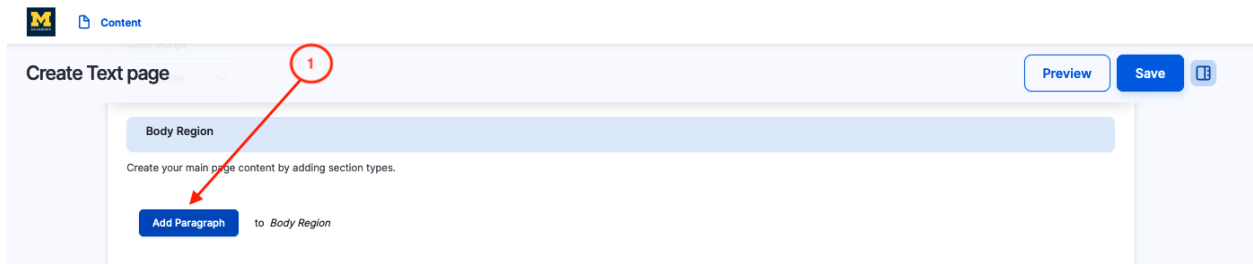 M
Content
Create Text page
1
Preview
Save
Body Region
Create your main page content by adding section types.
Add Paragraph to Body Region